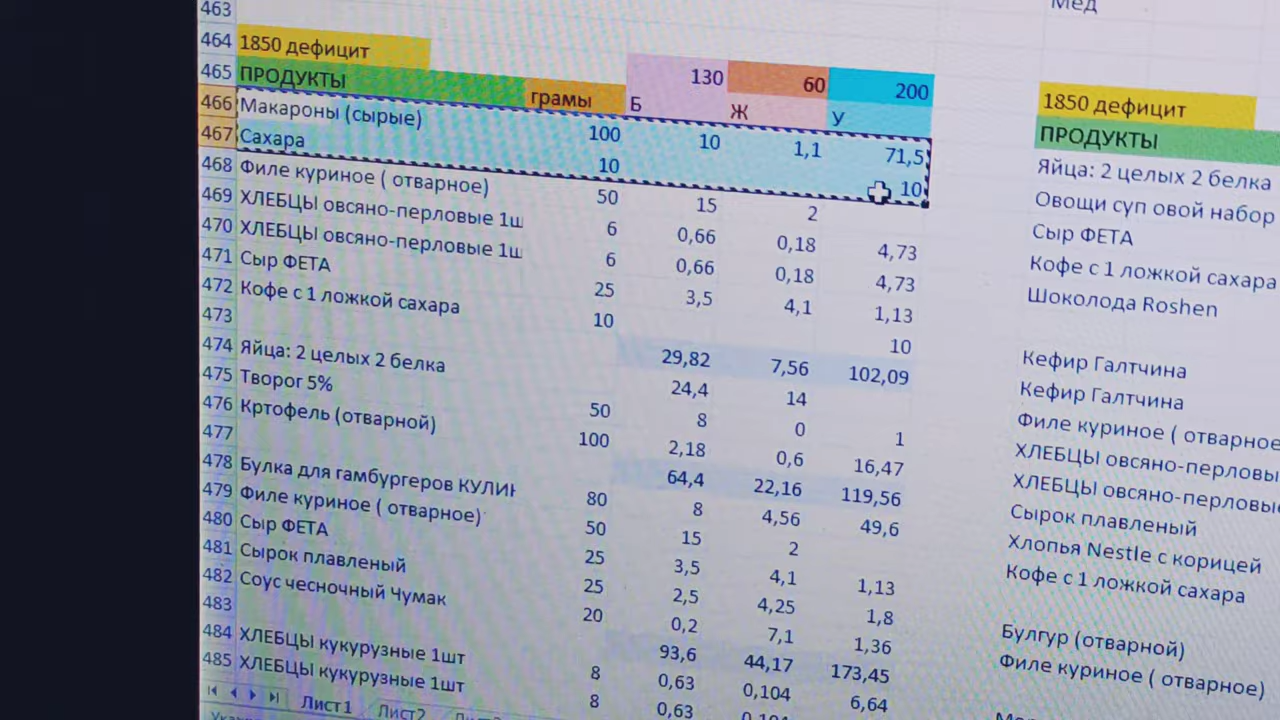 463
Мед
464 1850 дефицит 130 60 200
465 ПРОДУКТЫ грамы Б Ж У
466 Макароны (сырые) 100 10 1,1 71,5
467 Сахара 10 10
468 Филе куриное ( отварное) 50 15 2
469 ХЛЕБЦЫ овсяно-перловые 1ш 6 0,66 0,18 4,73
470 ХЛЕБЦЫ овсяно-перловые 1ш 6 0,66 0,18 4,73
471 Сыр ФЕТА 25 3,5 4,1 1,13
472 Кофе с 1 ложкой сахара 10 10
473 29,82 7,56 102,09
474 Яйца: 2 целых 2 белка 24,4 14
475 Творог 5% 50 8 0 1
476 Кртофель (отварной) 100 2,18 0,6 16,47
477 64,4 22,16 119,56
478 Булка для гамбургеров КУЛИН 80 8 4,56 49,6
479 Филе куриное ( отварное) 50 15 2
480 Сыр ФЕТА 25 3,5 4,1 1,13
481 Сырок плавленый 25 2,5 4,25 1,8
482 Соус чесночный Чумак 20 0,2 7,1 1,36
483 93,6 44,17 173,45
484 ХЛЕБЦЫ кукурузные 1шт 8 0,63 0,104 6,64
485 ХЛЕБЦЫ кукурузные 1шт 8 0,63 0,104
Лист1 Лист2
1850 дефицит
ПРОДУКТЫ
Яйца: 2 целых 2 белка
Овощи суп овой набор
Сыр ФЕТА
Кофе с 1 ложкой сахара
Шоколода Roshen
Кефир Галтчина
Кефир Галтчина
Филе куриное ( отварное
ХЛЕБЦЫ овсяно-перловы
ХЛЕБЦЫ овсяно-перловые
Сырок плавленый
Хлопья Nestle с корицей
Кофе с 1 ложкой сахара
Булгур (отварной)
Филе куриное ( отварное)